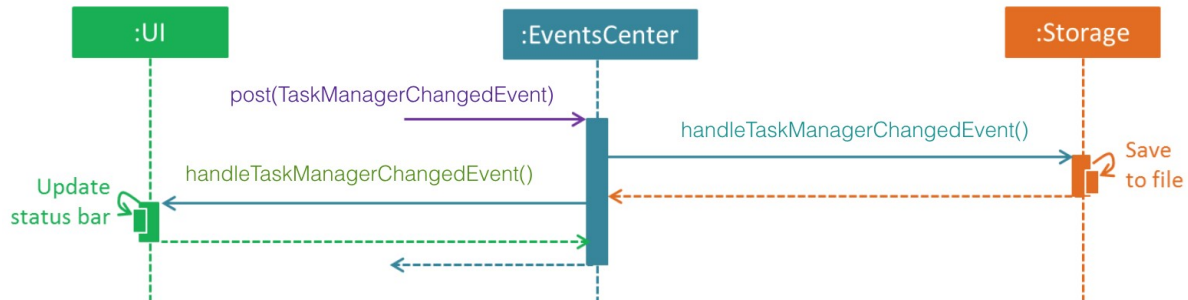 :UI
:EventsCenter
:Storage
post(TaskManagerChangedEvent)
handleTaskManagerChangedEvent()
Save
to file
handleTaskManagerChangedEvent()
Update
status bar